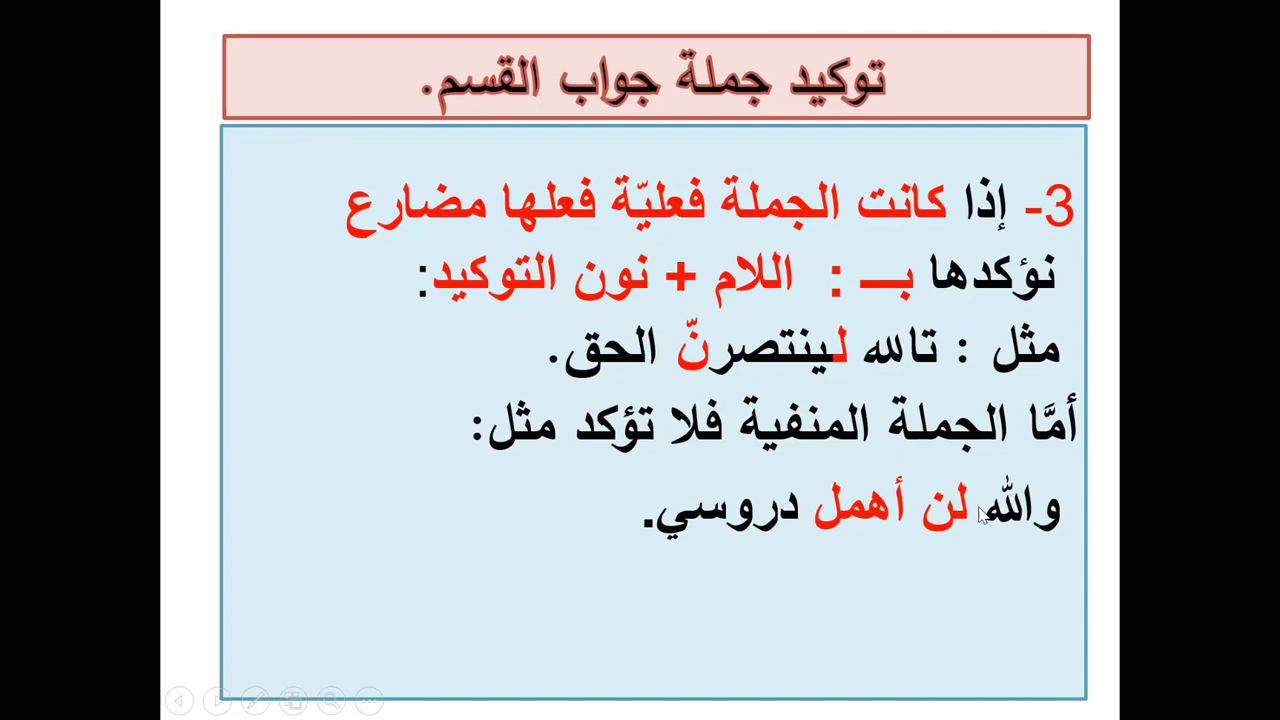 توكيد جملة جواب القسم.
3- إذا كانت الجملة فعليّة فعلها مضارع
نؤكدها بـــ : اللام + نون التوكيد:
مثل : تالله لينتصرنّ الحق.
أمَّا الجملة المنفية فلا تؤكد مثل:
والله لن أهمل دروسي.